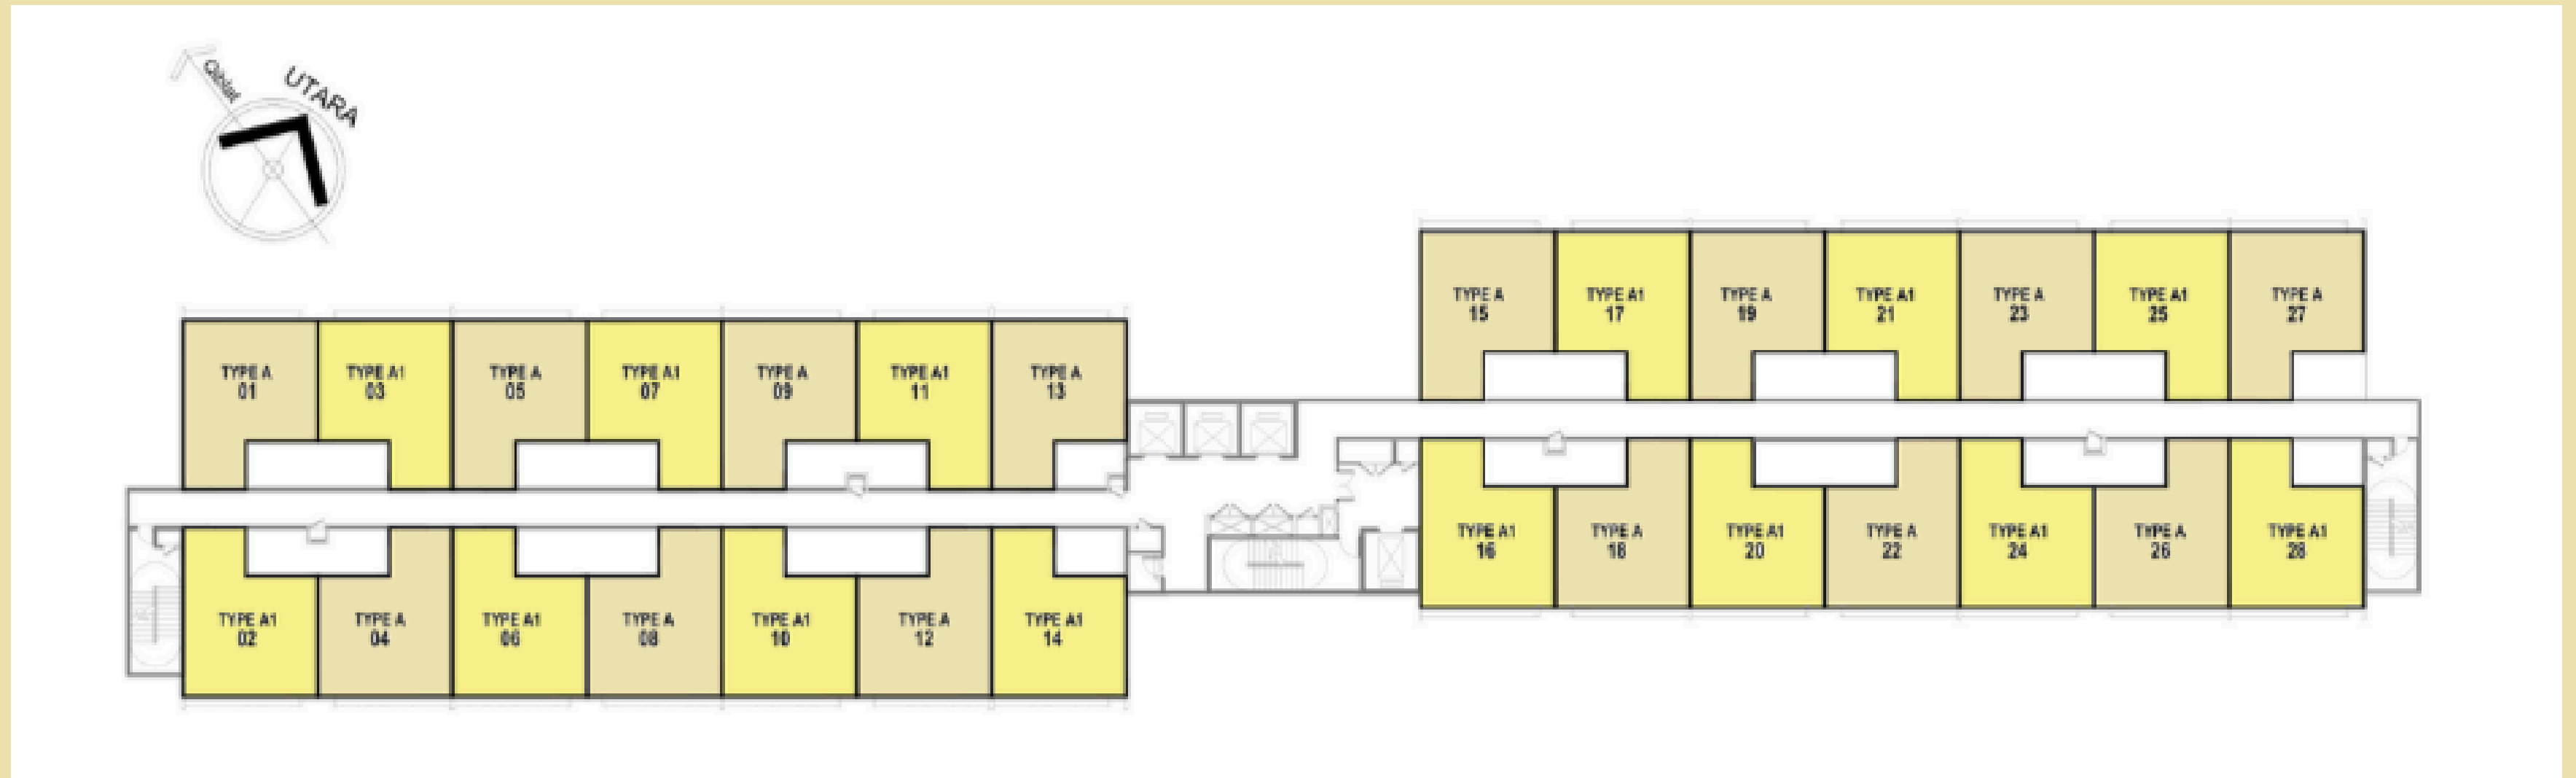 Qiblat
UTARA
TYPE A
15
TYPE A1
17
TYPE A
19
TYPE A1
21
TYPE A
23
TYPE A1
25
TYPE A
27
TYPE A
01
TYPE A1
03
TYPE A
05
TYPE A1
07
TYPE A
09
TYPE A1
11
TYPE A
13
TYPE A1
16
TYPE A
18
TYPE A1
20
TYPE A
22
TYPE A1
24
TYPE A
26
TYPE A1
28
TYPE A1
02
TYPE A
04
TYPE A1
06
TYPE A
08
TYPE A1
10
TYPE A
12
TYPE A1
14